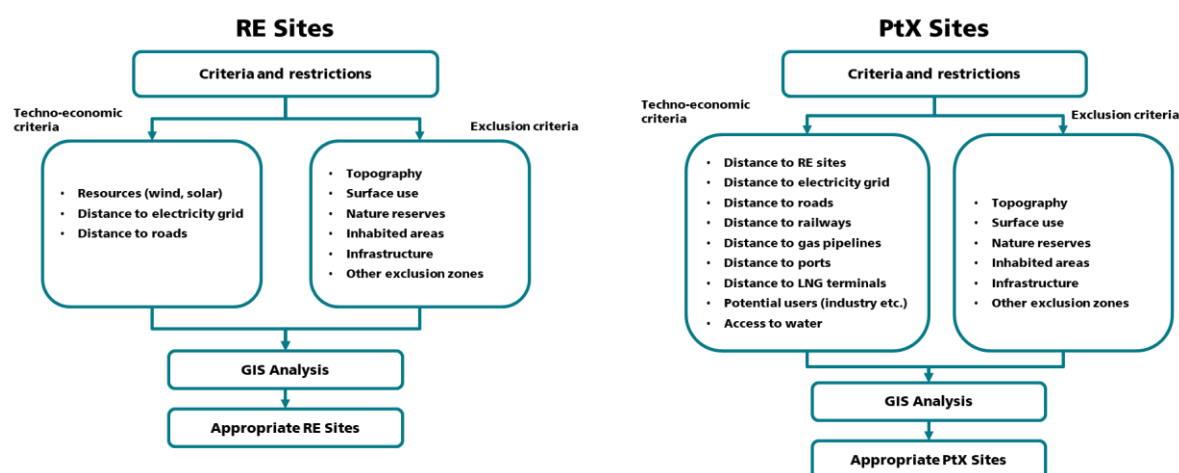 RE Sites
Criteria and restrictions
Techno-economic
criteria
Exclusion criteria
• Resources (wind, solar)
• Distance to electricity grid
• Distance to roads
• Topography
• Surface use
• Nature reserves
• Inhabited areas
• Infrastructure
• Other exclusion zones
GIS Analysis
Appropriate RE Sites
PtX Sites
Criteria and restrictions
Techno-economic
criteria
Exclusion criteria
• Distance to RE sites
• Distance to electricity grid
• Distance to roads
• Distance to railways
• Distance to gas pipelines
• Distance to ports
• Distance to LNG terminals
• Potential users (industry etc.)
• Access to water
• Topography
• Surface use
• Nature reserves
• Inhabited areas
• Infrastructure
• Other exclusion zones
GIS Analysis
Appropriate PtX Sites